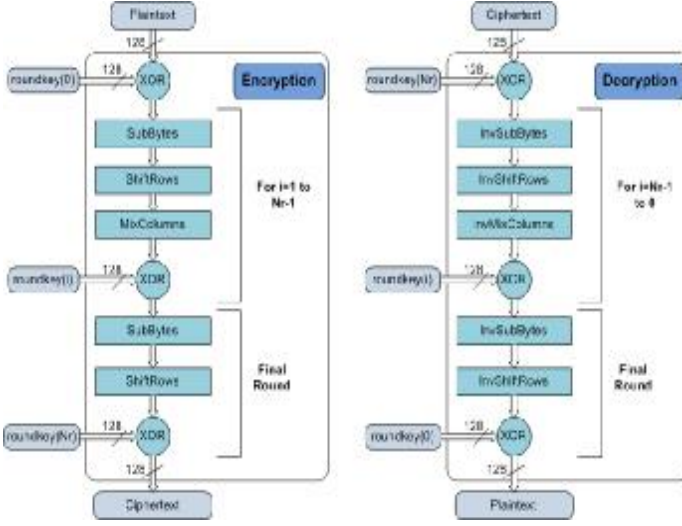 Plaintext
128
roundkey(0)
128
XOR
Encryption
SubBytes
ShiftRows
MixColumns
For i=1 to
Nr-1
128
roundkey(i)
XOR
SubBytes
ShiftRows
Final
Round
128
roundkey(Nr)
XOR
128
Ciphertext
Ciphertext
128
roundkey(Nr)
128
XOR
Decryption
InvSubBytes
InvShiftRows
InvMixColumns
For i=Nr-1
to 0
128
roundkey(i)
XOR
InvSubBytes
InvShiftRows
Final
Round
128
roundkey(0)
XOR
128
Plaintext